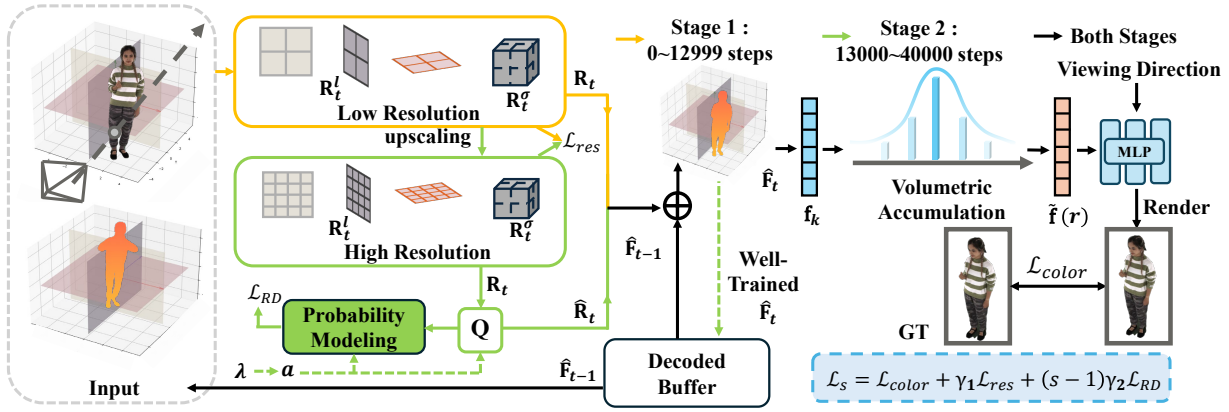 Input
R_t^l
R_t^σ
Low Resolution
upscaling
R_t
ℒ_res
R_t^l
R_t^σ
High Resolution
R_t
ℒ_RD
Probability
Modeling
Q
R̂_t
λ
a
F̂_{t-1}
Stage 1 :
0~12999 steps
F̂_{t-1}
F̂_t
Well-
Trained
F̂_t
Decoded
Buffer
Stage 2 :
13000~40000
steps
f_k
Volumetric
Accumulation
f̃ (r)
Both Stages
Viewing Direction
MLP
Render
ℒ_color
GT
ℒ_s = ℒ_color + γ_1ℒ_res + (s − 1)γ_2ℒ_RD